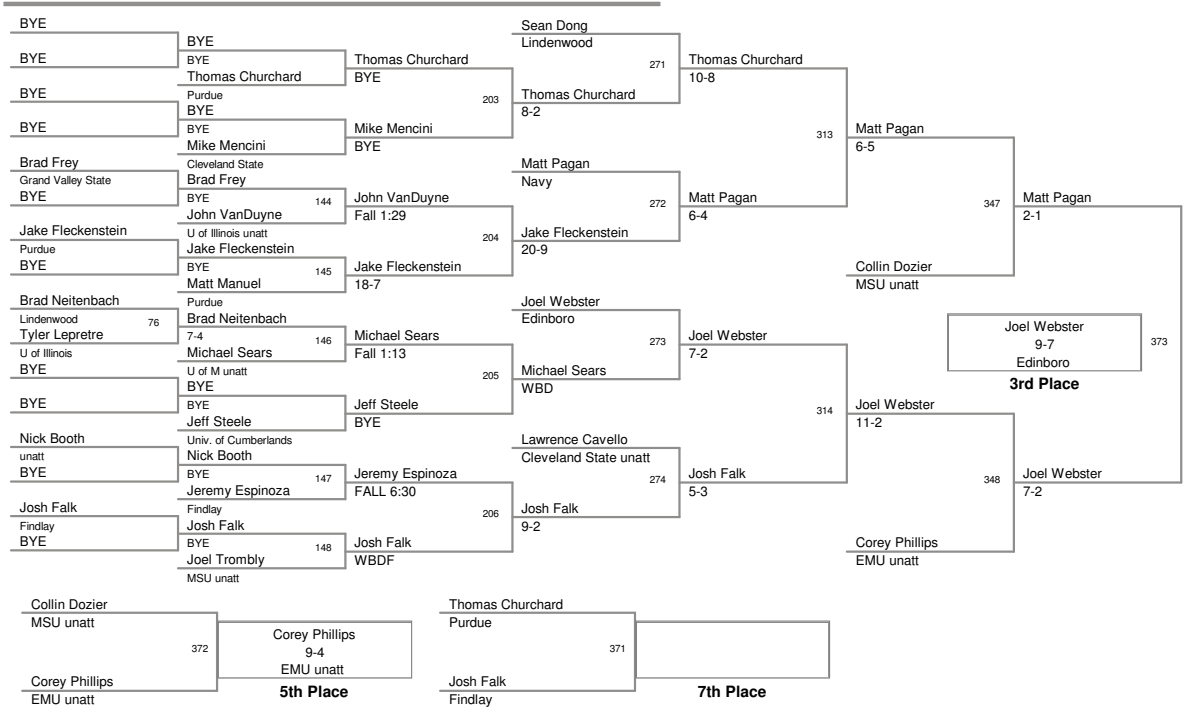 BYE
BYE
BYE
BYE
Brad Frey
Grand Valley State
BYE
Jake Fleckenstein
Purdue
BYE
Brad Neitenbach
Lindenwood
76
Tyler Lepretre
U of Illinois
BYE
BYE
Nick Booth
unatt
BYE
Josh Falk
Findlay
BYE
BYE
BYE
Thomas Churchard
Purdue
BYE
BYE
Mike Mencini
Cleveland State
Brad Frey
BYE
144
John VanDuyne
U of Illinois unatt
Jake Fleckenstein
BYE
145
Matt Manuel
Purdue
Brad Neitenbach
7-4
146
Michael Sears
U of M unatt
BYE
BYE
Jeff Steele
Univ. of Cumberlands
Nick Booth
BYE
147
Jeremy Espinoza
Findlay
Josh Falk
BYE
148
Joel Trombly
MSU unatt
Thomas Churchard
BYE
203
Mike Mencini
BYE
John VanDuyne
Fall 1:29
204
Jake Fleckenstein
18-7
Michael Sears
Fall 1:13
205
Jeff Steele
BYE
Jeremy Espinoza
FALL 6:30
206
Josh Falk
WBDF
Sean Dong
Lindenwood
271
Thomas Churchard
8-2
Matt Pagan
Navy
272
Jake Fleckenstein
20-9
Joel Webster
Edinboro
273
Michael Sears
WBD
Lawrence Cavello
Cleveland State unatt
274
Josh Falk
9-2
Thomas Churchard
10-8
313
Matt Pagan
6-4
Joel Webster
7-2
314
Josh Falk
5-3
Matt Pagan
6-5
347
Collin Dozier
MSU unatt
Joel Webster
11-2
348
Corey Phillips
EMU unatt
Matt Pagan
2-1
Joel Webster
9-7
Edinboro
373
3rd Place
Joel Webster
7-2
Collin Dozier
MSU unatt
372
Corey Phillips
EMU unatt
Corey Phillips
9-4
EMU unatt
5th Place
Thomas Churchard
Purdue
371
Josh Falk
Findlay
7th Place